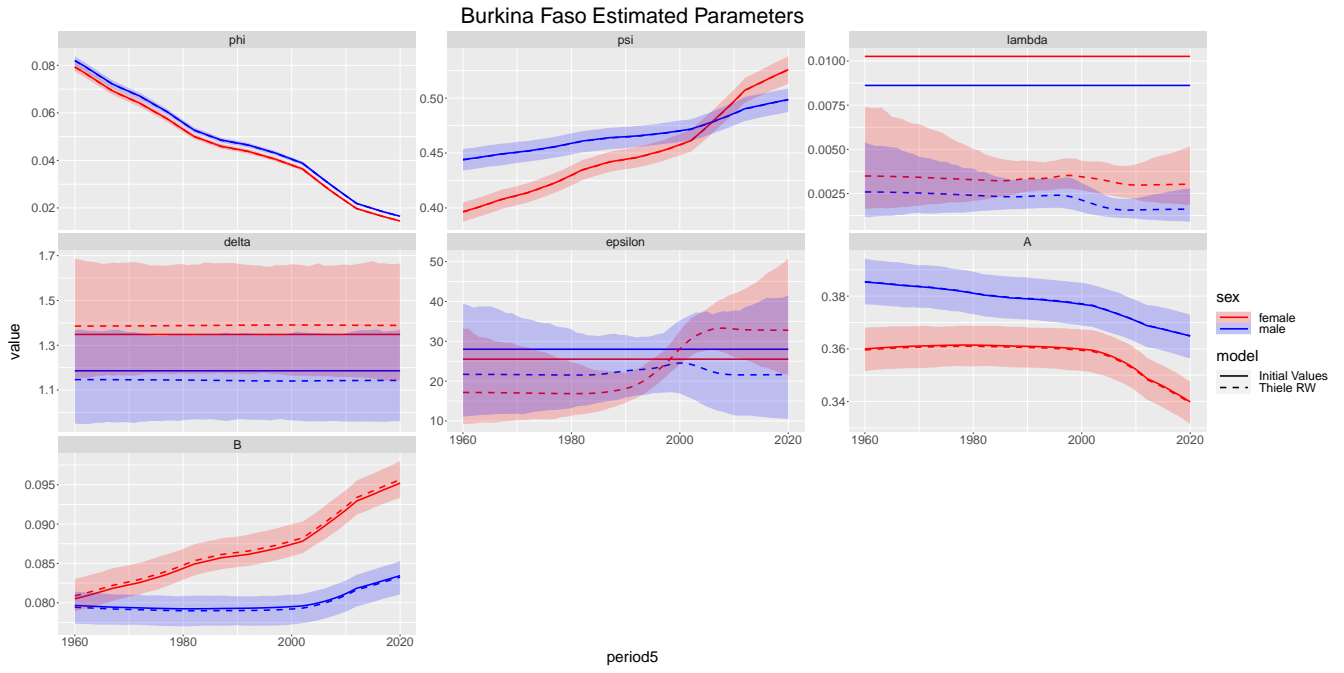 Burkina Faso Estimated Parameters
phi
psi
lambda
0.08
0.06
0.04
0.02
0.50
0.45
0.40
0.0100
0.0075
0.0050
0.0025
delta
epsilon
A
1.7
1.5
1.3
1.1
50
40
30
20
10
0.38
0.36
0.34
1960
1980
2000
2020
1960
1980
2000
2020
B
0.095
0.090
0.085
0.080
1960
1980
2000
2020
value
period5
sex
female
male
model
Initial Values
Thiele RW